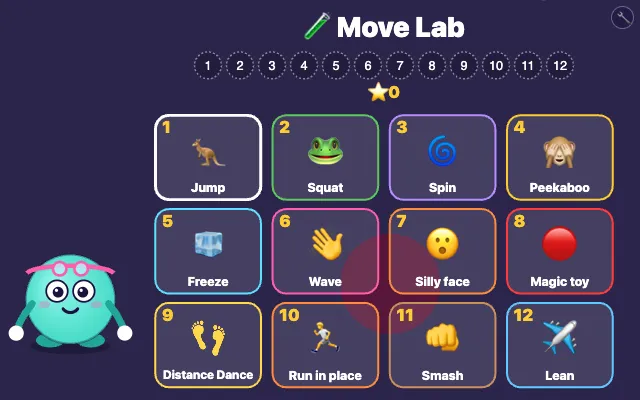 Move Lab
1 2 3 4 5 6 7 8 9 10 11 12
0
1 2 3 4
Jump Squat Spin Peekaboo
5 6 7 8
Freeze Wave Silly face Magic toy
9 10 11 12
Distance Dance Run in place Smash Lean